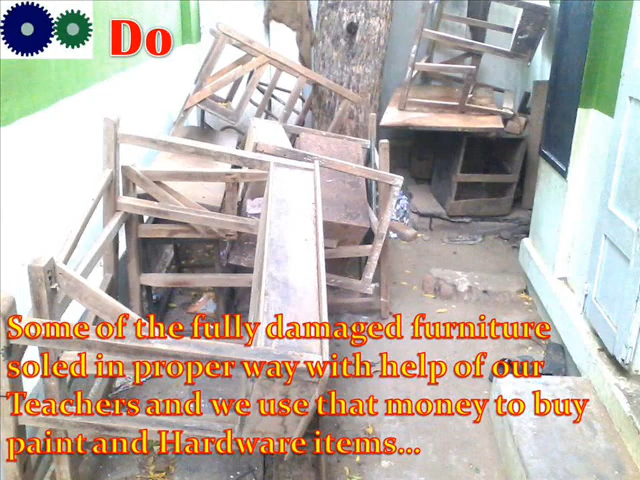 Do
Some of the fully damaged furniture
soled in proper way with help of our
Teachers and we use that money to buy
paint and Hardware items...